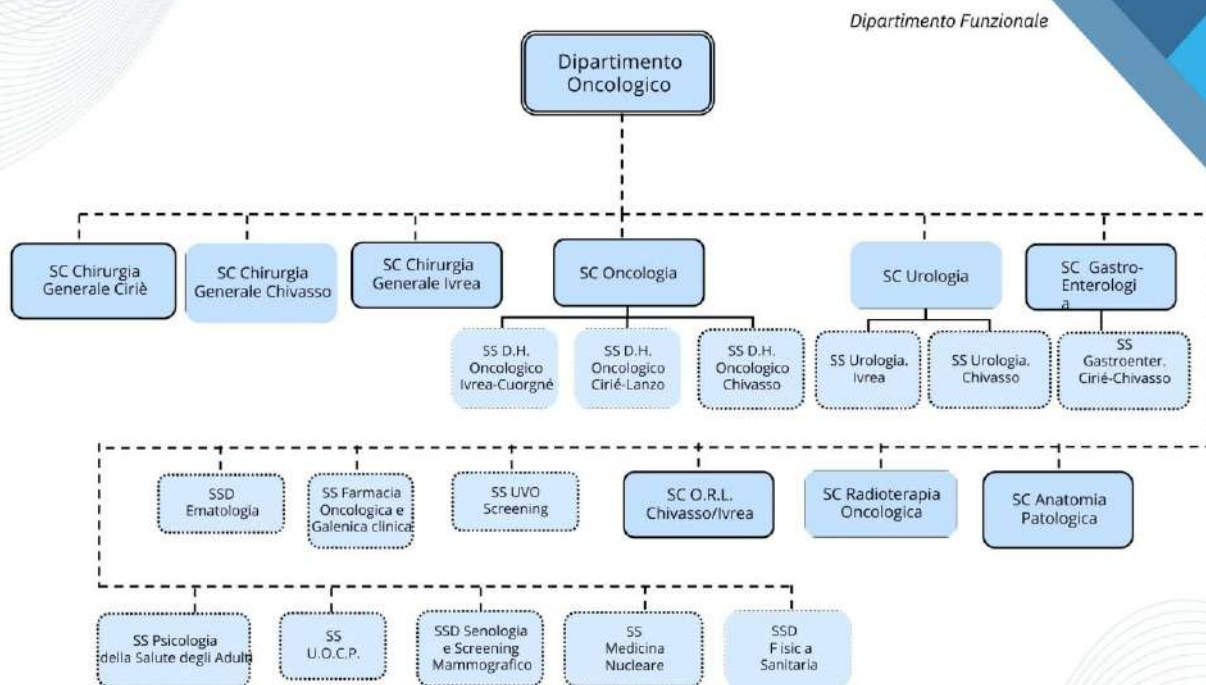 Dipartimento Funzionale
Dipartimento
Oncologico
SC Chirurgia
Generale Ciriè
SC Chirurgia
Generale Chivasso
SC Chirurgia
Generale Ivrea
SC Oncologia
SC Urologia
SC Gastro-
Enterologi
a
SS D.H.
Oncologico
Ivrea-Cuorgné
SS D.H.
Oncologico
Cirié-Lanzo
SS D.H.
Oncologico
Chivasso
SS Urologia.
Ivrea
SS Urologia.
Chivasso
SS
Gastroenter.
Cirié-Chivasso
SSD
Ematologia
SS Farmacia
Oncologica e
Galenica clinica
SS UVO
Screening
SC O.R.L.
Chivasso/Ivrea
SC Radioterapia
Oncologica
SC Anatomia
Patologica
SS Psicologia
della Salute degli Adulti
SS
U.O.C.P.
SSD Senologia
e Screening
Mammografico
SS
Medicina
Nucleare
SSD
Fisica
Sanitaria